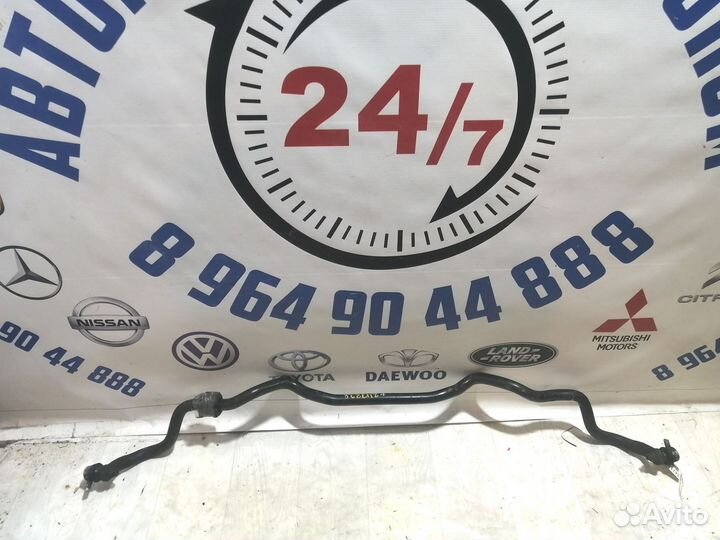 АВТО
24/7
8 964 90 44 888
NISSAN
TOYOTA
DAEWOO
LAND-
ROVER
MITSUBISHI
MOTORS
CITR
90 44 888
8 964
Avito